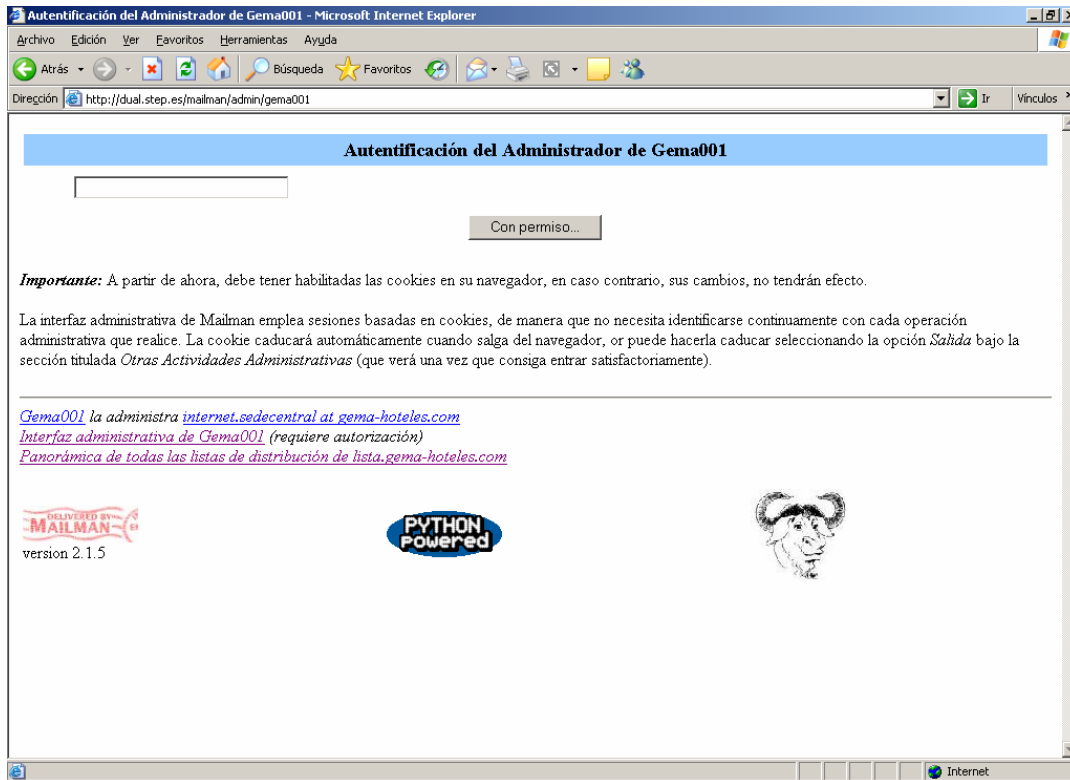 Autentificación del Administrador de Gema001 - Microsoft Internet Explorer
Archivo Edición Ver Favoritos Herramientas Ayuda
Atrás Búsqueda Favoritos
Dirección http://dual.step.es/mailman/admin/gema001 Ir Vínculos
Autentificación del Administrador de Gema001
Con permiso...
Importante: A partir de ahora, debe tener habilitadas las cookies en su navegador, en caso contrario, sus cambios, no tendrán efecto.
La interfaz administrativa de Mailman emplea sesiones basadas en cookies, de manera que no necesita identificarse continuamente con cada operación
administrativa que realice. La cookie caducará automáticamente cuando salga del navegador, or puede hacerla caducar seleccionando la opción Salida bajo la
sección titulada Otras Actividades Administrativas (que verá una vez que consiga entrar satisfactoriamente).
Gema001 la administra internet.sedecentral at gema-hoteles.com
Interfaz administrativa de Gema001 (requiere autorización)
Panorámica de todas las listas de distribución de lista.gema-hoteles.com
DELIVERED BY
MAILMAN
version 2.1.5
PYTHON
Powered
Internet